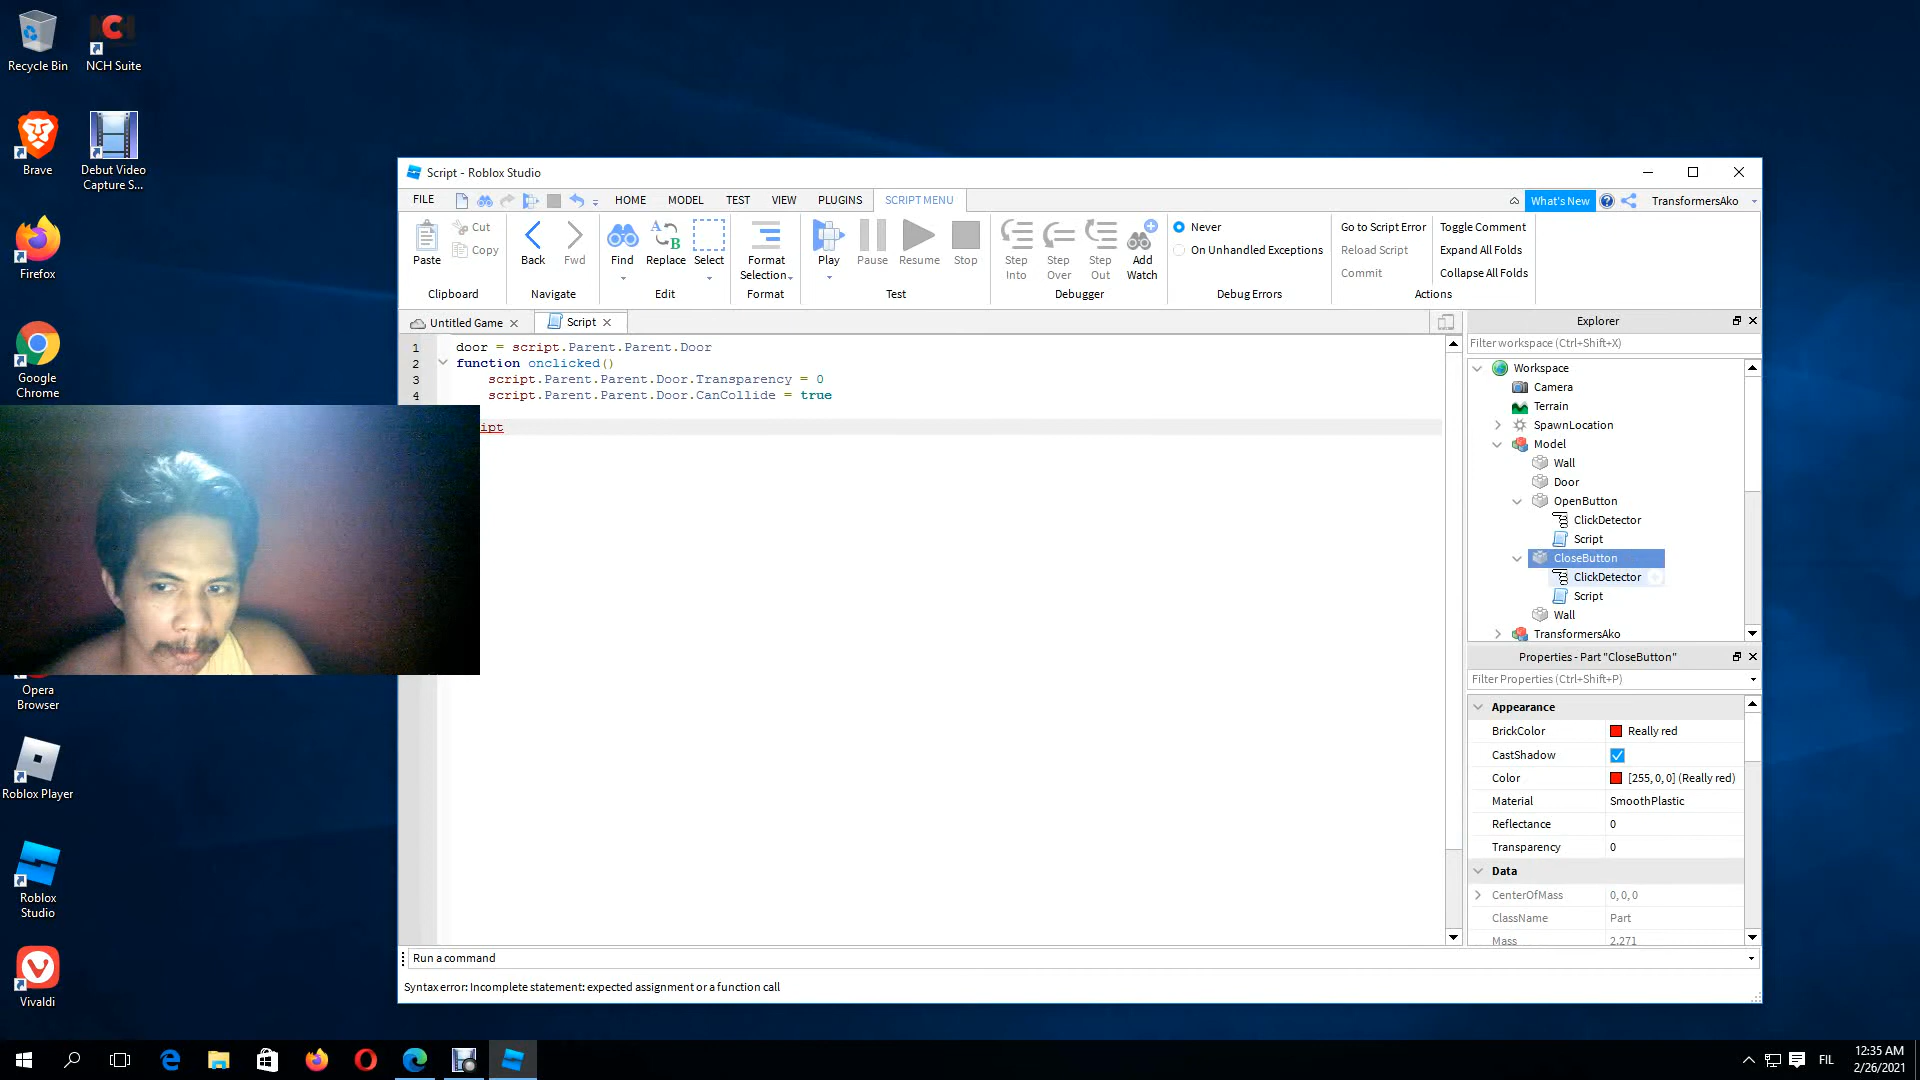 Recycle Bin
NCH Suite
Brave
Debut Video
Capture S...
Firefox
Google
Chrome
Opera
Browser
Roblox Player
Roblox
Studio
Vivaldi
Script - Roblox Studio
FILE HOME MODEL TEST VIEW PLUGINS SCRIPT MENU What's New TransformersAko
Paste Cut Copy
Clipboard
Back Fwd
Navigate
Find Replace Select
Edit
Format
Selection
Format
Play Pause Resume Stop
Test
Step
Into
Step
Over
Step
Out
Add
Watch
Debugger
Never
On Unhandled Exceptions
Debug Errors
Go to Script Error
Reload Script
Commit
Toggle Comment
Expand All Folds
Collapse All Folds
Actions
Untitled Game
Script
1 door = script.Parent.Parent.Door
2 function onclicked()
3 script.Parent.Parent.Door.Transparency = 0
4 script.Parent.Parent.Door.CanCollide = true
ipt
Explorer
Filter workspace (Ctrl+Shift+X)
Workspace
Camera
Terrain
SpawnLocation
Model
Wall
Door
OpenButton
ClickDetector
Script
CloseButton
ClickDetector
Script
Wall
TransformersAko
Properties - Part "CloseButton"
Filter Properties (Ctrl+Shift+P)
Appearance
BrickColor Really red
CastShadow
Color [255, 0, 0] (Really red)
Material SmoothPlastic
Reflectance 0
Transparency 0
Data
CenterOfMass 0, 0, 0
ClassName Part
Mass 2.271
Run a command
Syntax error: Incomplete statement: expected assignment or a function call
FIL
12:35 AM
2/26/2021